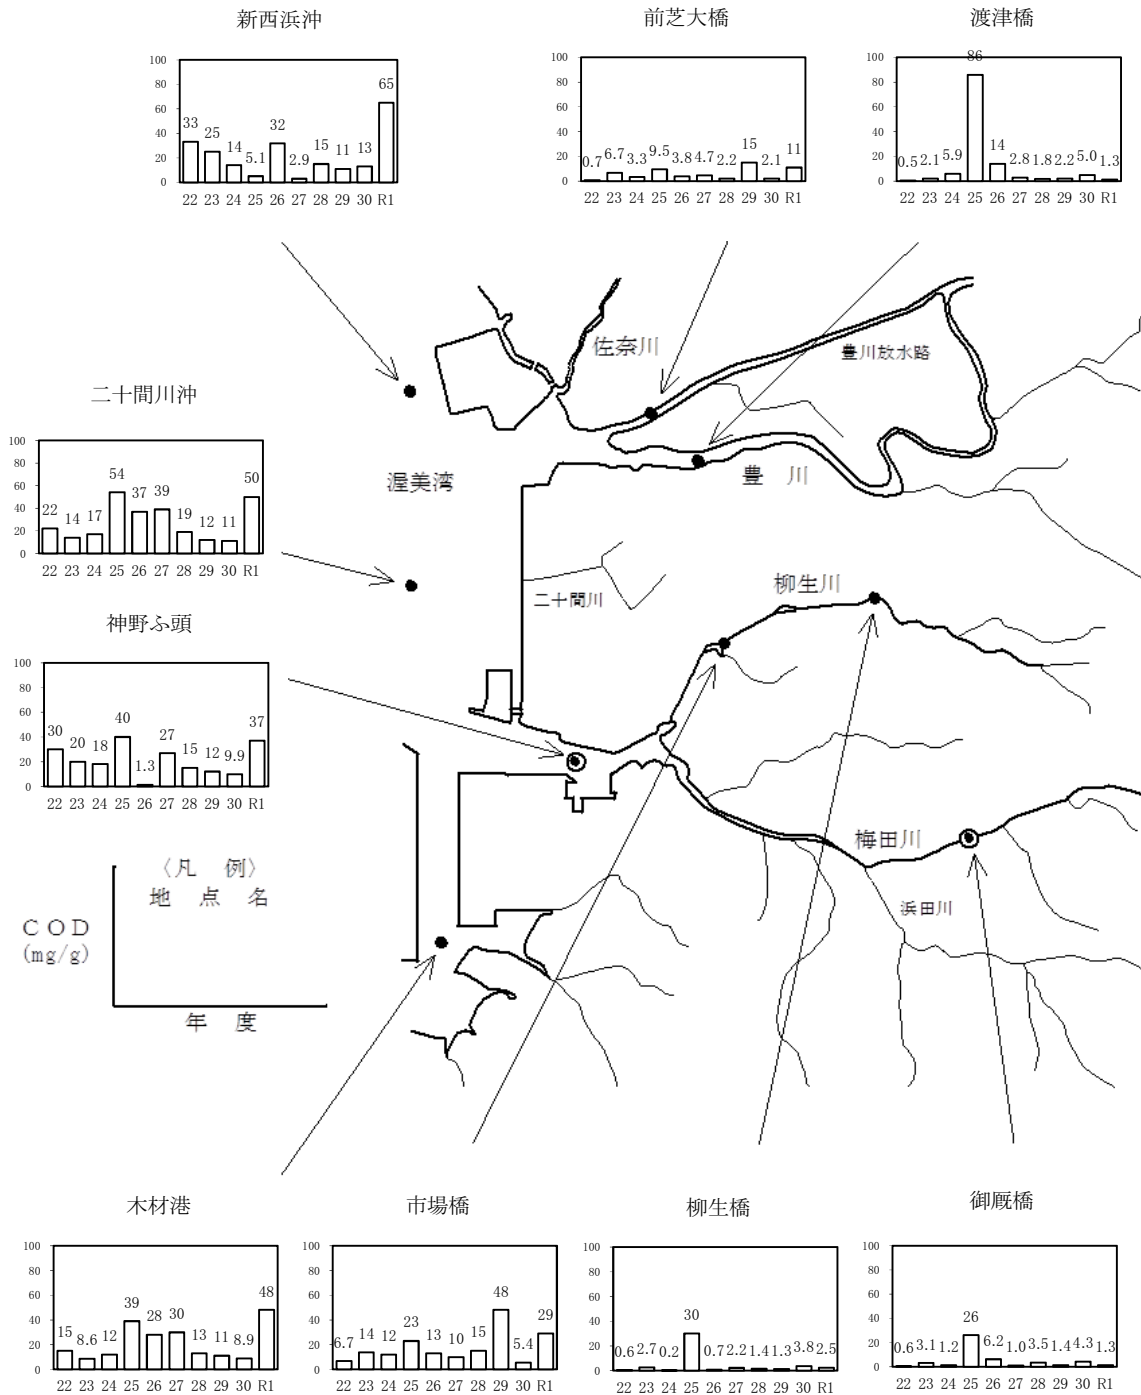 新西浜沖
100
80
60
40
20
0
33 25 14 5.1 32 2.9 15 11 13 65
22 23 24 25 26 27 28 29 30 R1
前芝大橋
100
80
60
40
20
0
0.7 6.7 3.3 9.5 3.8 4.7 2.2 15 2.1 11
22 23 24 25 26 27 28 29 30 R1
渡津橋
100
80
60
40
20
0
0.5 2.1 5.9 86 14 2.8 1.8 2.2 5.0 1.3
22 23 24 25 26 27 28 29 30 R1
佐奈川
豊川放水路
二十間川沖
100
80
60
40
20
0
22 14 17 54 37 39 19 12 11 50
22 23 24 25 26 27 28 29 30 R1
渥美湾
豊 川
柳生川
二十間川
神野ふ頭
100
80
60
40
20
0
30 20 18 40 1.3 27 15 12 9.9 37
22 23 24 25 26 27 28 29 30 R1
梅田川
浜田川
〈凡 例〉
地 点 名
ＣＯＤ
(mg/g)
年 度
木材港
100
80
60
40
20
0
15 8.6 12 39 28 30 13 11 8.9 48
22 23 24 25 26 27 28 29 30 R1
市場橋
100
80
60
40
20
0
6.7 14 12 23 13 10 15 48 5.4 29
22 23 24 25 26 27 28 29 30 R1
柳生橋
100
80
60
40
20
0
0.6 2.7 0.2 30 0.7 2.2 1.4 1.3 3.8 2.5
22 23 24 25 26 27 28 29 30 R1
御厩橋
100
80
60
40
20
0
0.6 3.1 1.2 26 6.2 1.0 3.5 1.4 4.3 1.3
22 23 24 25 26 27 28 29 30 R1